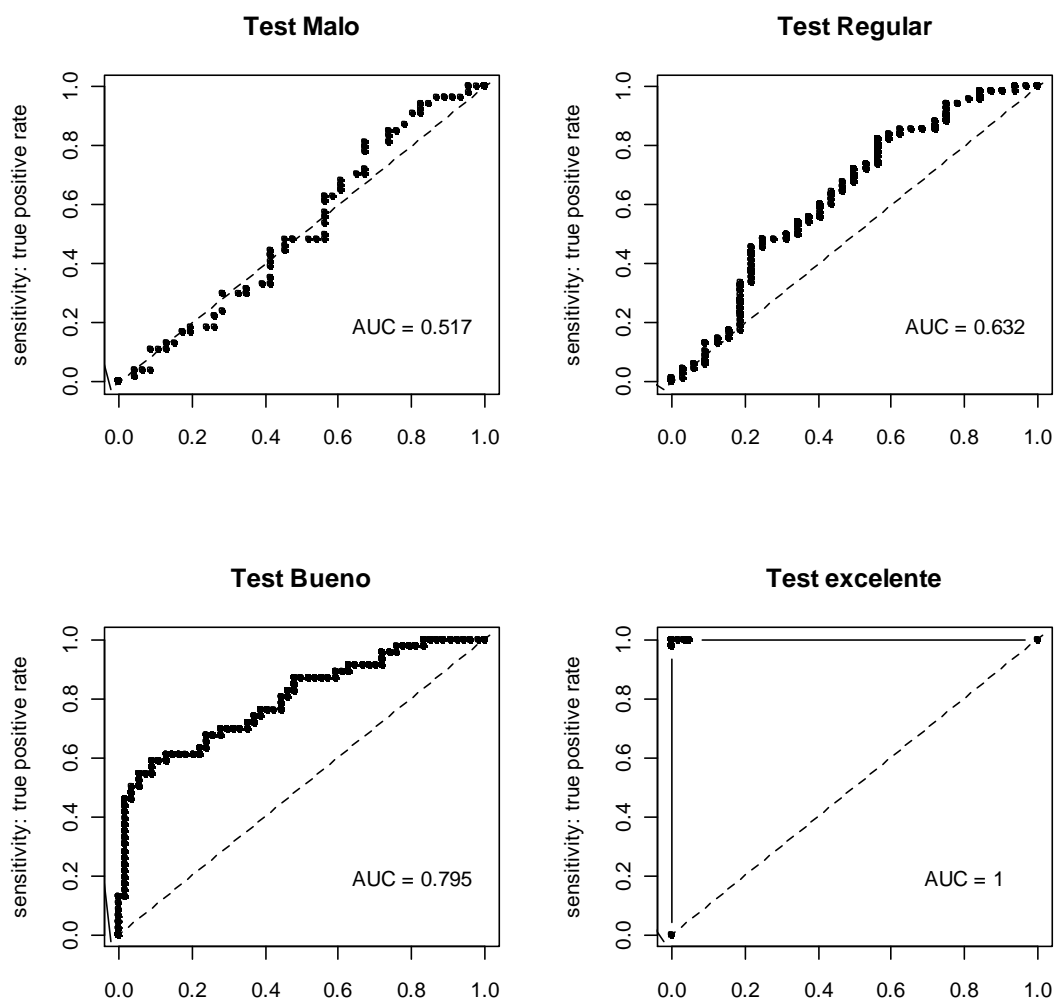 Test Malo
sensitivity: true positive rate
0.0 0.2 0.4 0.6 0.8 1.0
AUC = 0.517
0.0 0.2 0.4 0.6 0.8 1.0
Test Regular
sensitivity: true positive rate
0.0 0.2 0.4 0.6 0.8 1.0
AUC = 0.632
0.0 0.2 0.4 0.6 0.8 1.0
Test Bueno
sensitivity: true positive rate
0.0 0.2 0.4 0.6 0.8 1.0
AUC = 0.795
0.0 0.2 0.4 0.6 0.8 1.0
Test excelente
sensitivity: true positive rate
0.0 0.2 0.4 0.6 0.8 1.0
AUC = 1
0.0 0.2 0.4 0.6 0.8 1.0